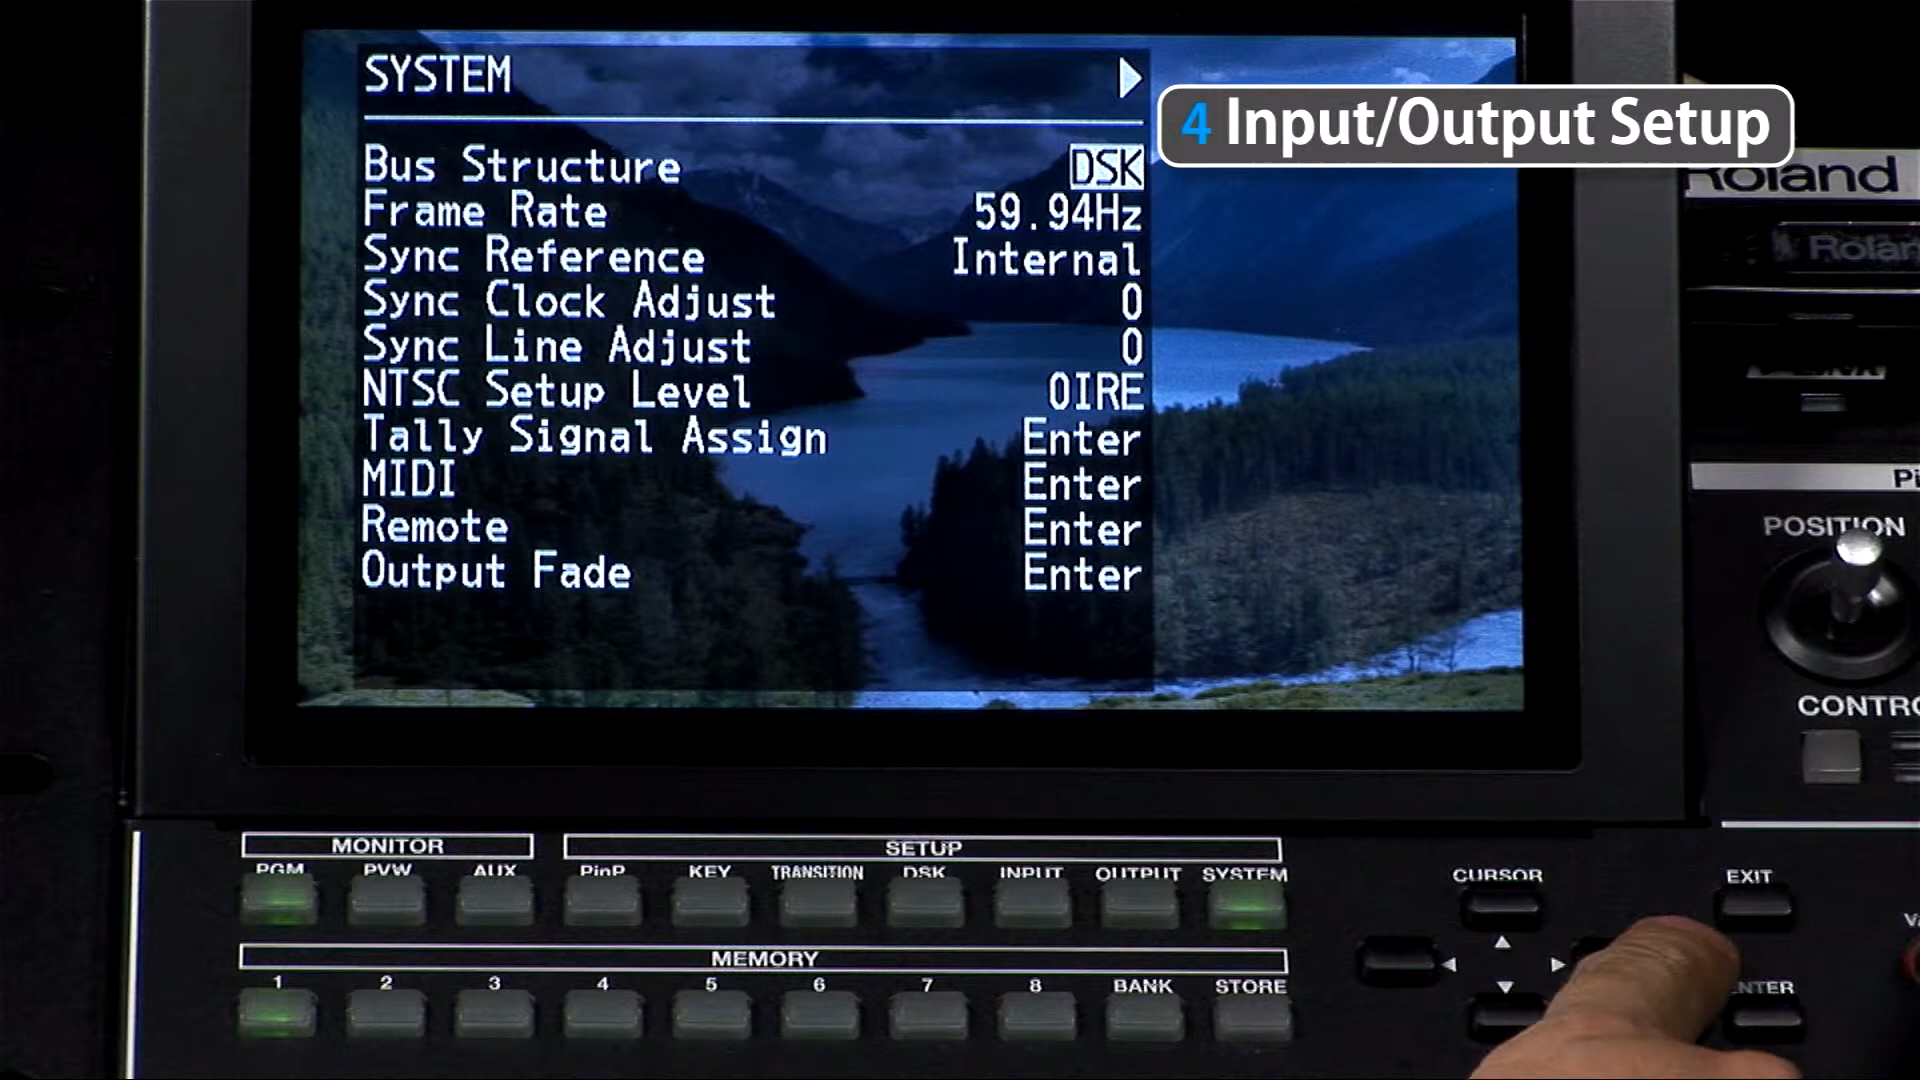 SYSTEM
4 Input/Output Setup
Bus Structure DSK
Frame Rate 59.94Hz
Sync Reference Internal
Sync Clock Adjust 0
Sync Line Adjust 0
NTSC Setup Level 0IRE
Tally Signal Assign Enter
MIDI Enter
Remote Enter
Output Fade Enter
Roland
Roland
POSITION
MONITOR SETUP
PGM PVW AUX PinP KEY TRANSITION DSK INPUT OUTPUT SYSTEM
CURSOR EXIT
MEMORY
1 2 3 4 5 6 7 8 BANK STORE